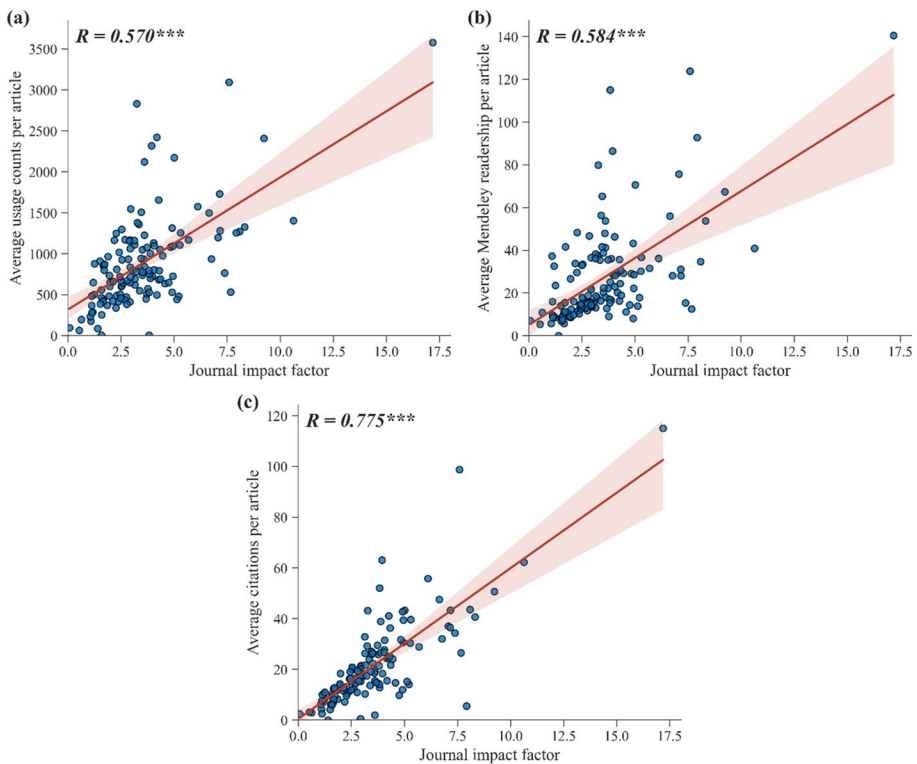 (a)
R = 0.570***
3500
3000
2500
2000
1500
1000
500
0
Average usage counts per article
0.0 2.5 5.0 7.5 10.0 12.5 15.0 17.5
Journal impact factor
(b)
R = 0.584***
140
120
100
80
60
40
20
0
Average Mendeley readership per article
0.0 2.5 5.0 7.5 10.0 12.5 15.0 17.5
Journal impact factor
(c)
R = 0.775***
120
100
80
60
40
20
0
Average citations per article
0.0 2.5 5.0 7.5 10.0 12.5 15.0 17.5
Journal impact factor